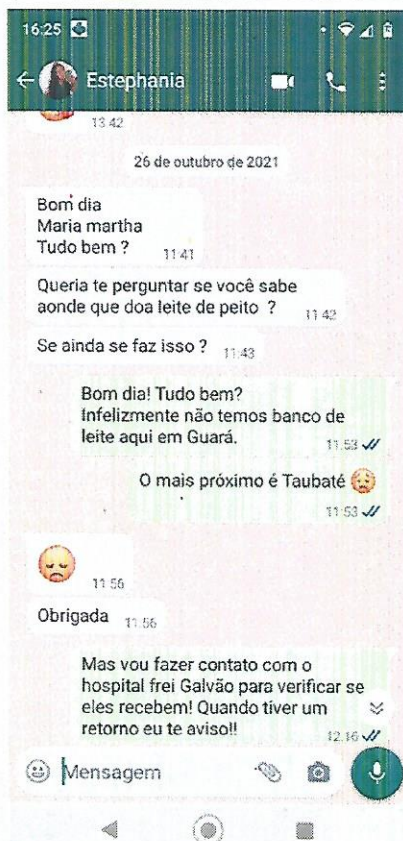 16:25
Estephania
13:42
26 de outubro de 2021
Bom dia
Maria martha
Tudo bem ? 11:41
Queria te perguntar se você sabe
aonde que doa leite de peito ? 11:42
Se ainda se faz isso ? 11:43
Bom dia! Tudo bem?
Infelizmente não temos banco de
leite aqui em Guará. 11:53
O mais próximo é Taubaté 😥
11:53
😞 11:56
Obrigada 11:56
Mas vou fazer contato com o
hospital frei Galvão para verificar se
eles recebem! Quando tiver um
retorno eu te aviso!! 12:16
Mensagem